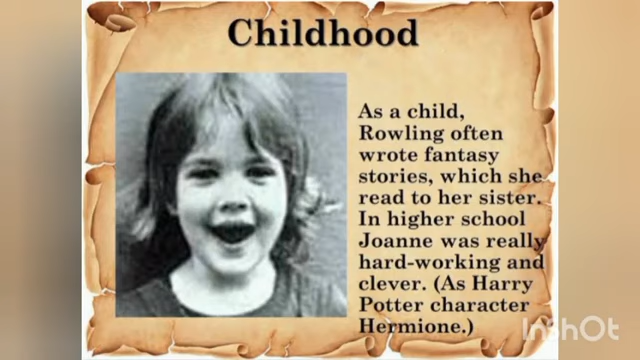 Childhood
As a child,
Rowling often
wrote fantasy
stories, which she
read to her sister.
In higher school
Joanne was really
hard-working and
clever. (As Harry
Potter character
Hermione.)
InShOt